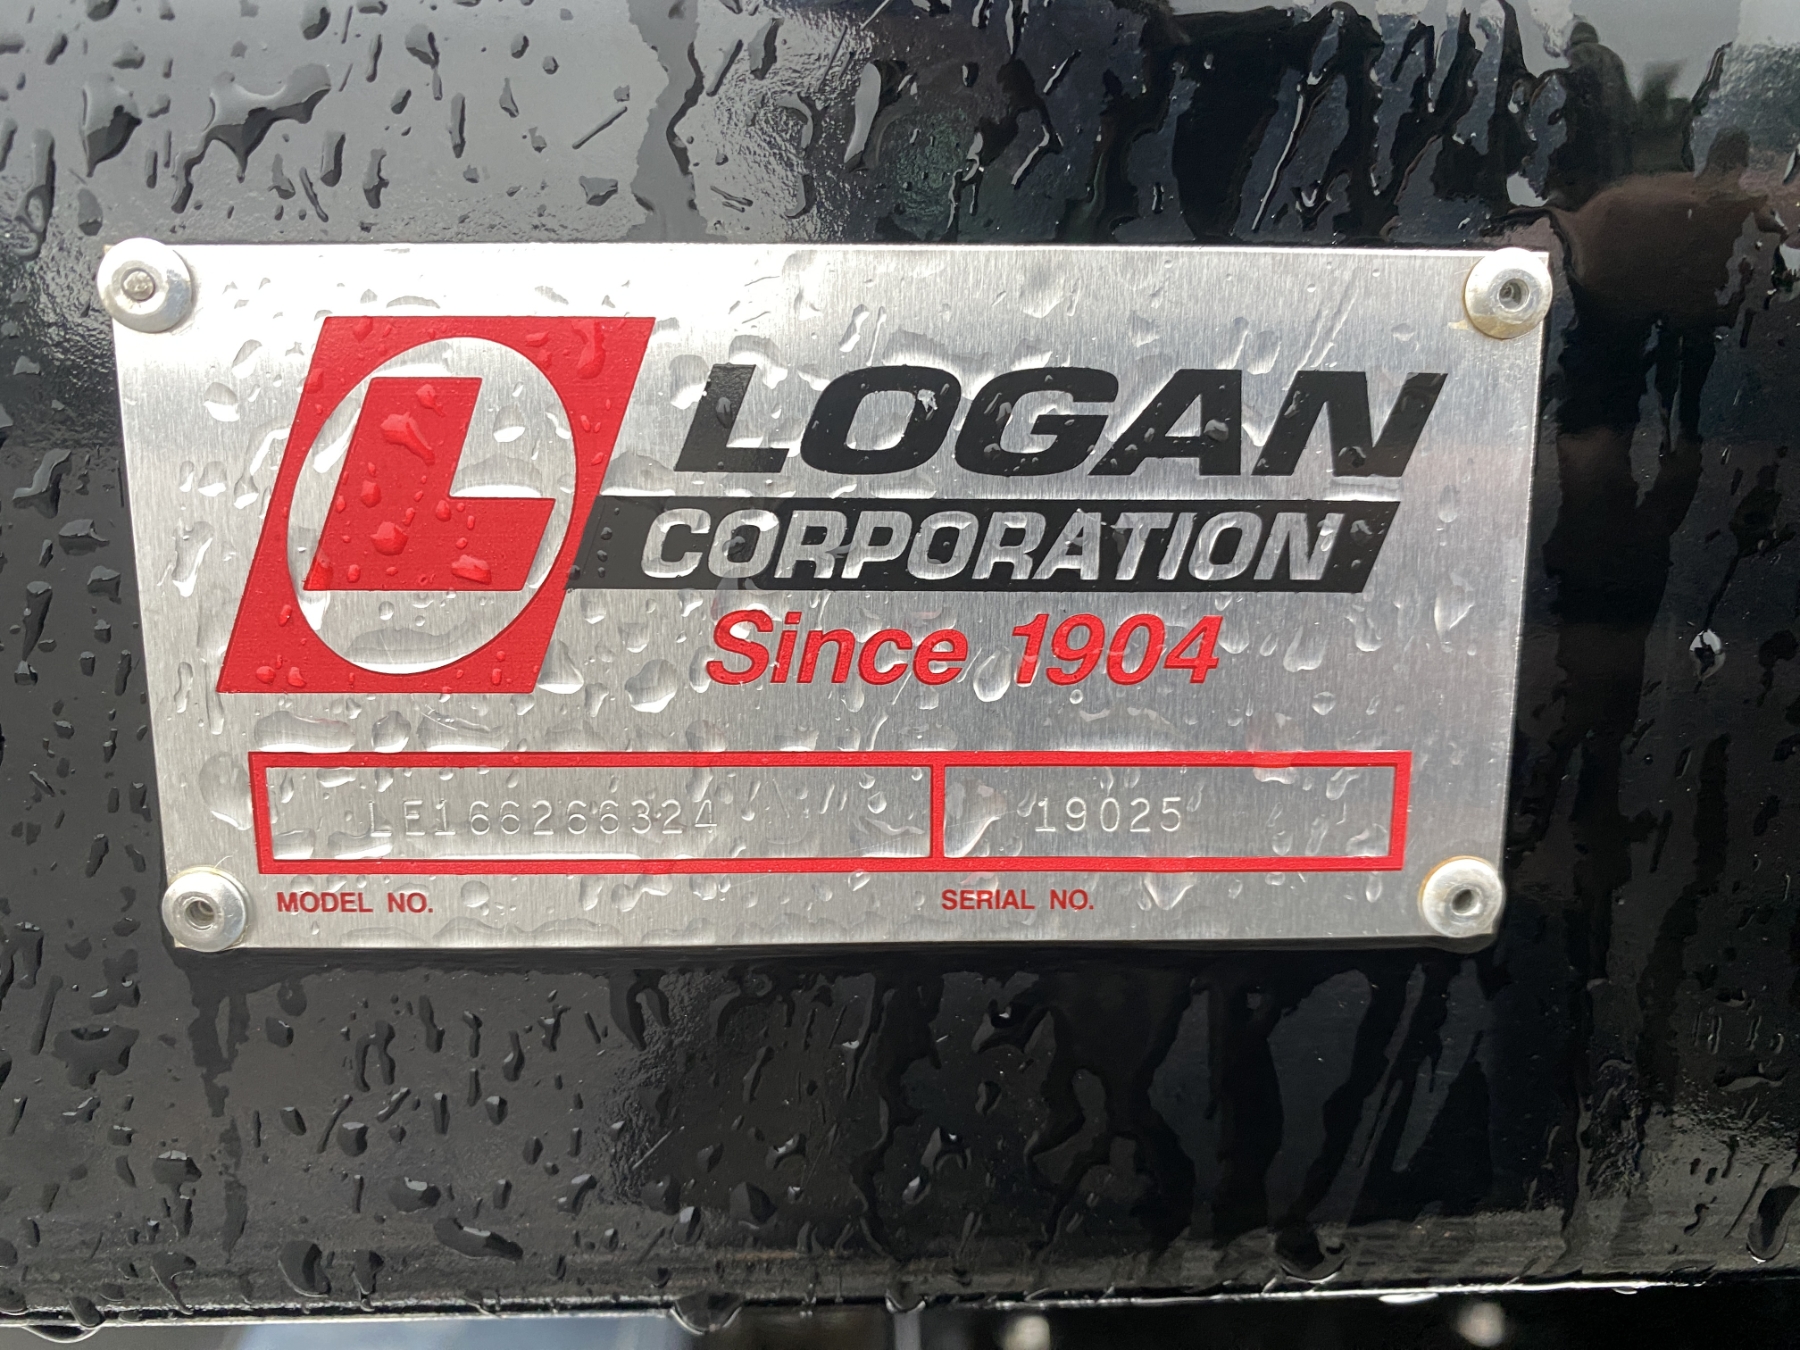 L
LOGAN
CORPORATION
Since 1904
LE166266324 19025
MODEL NO. SERIAL NO.